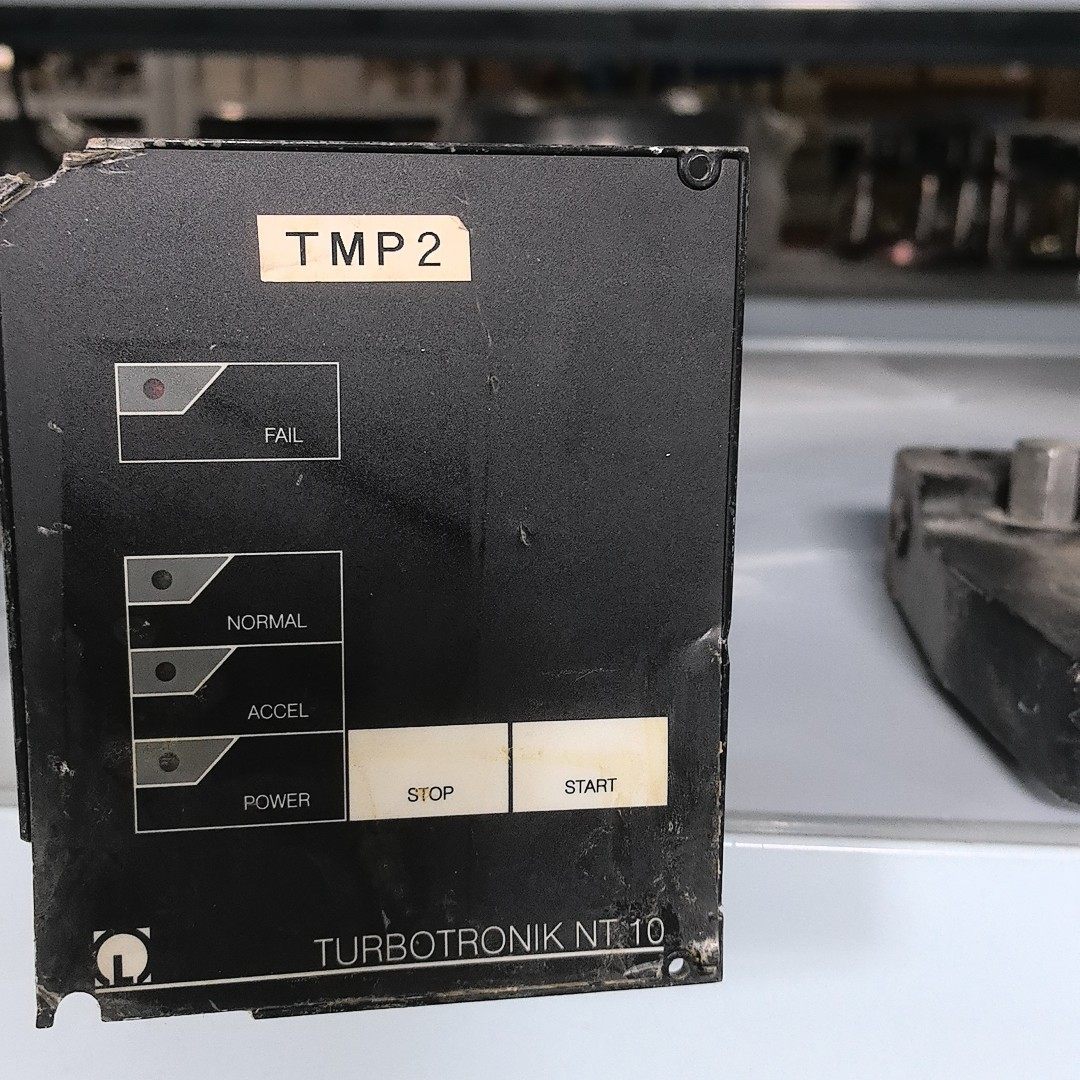 TMP2
FAIL
NORMAL
ACCEL
POWER
STOP
START
L
TURBOTRONIK NT 10